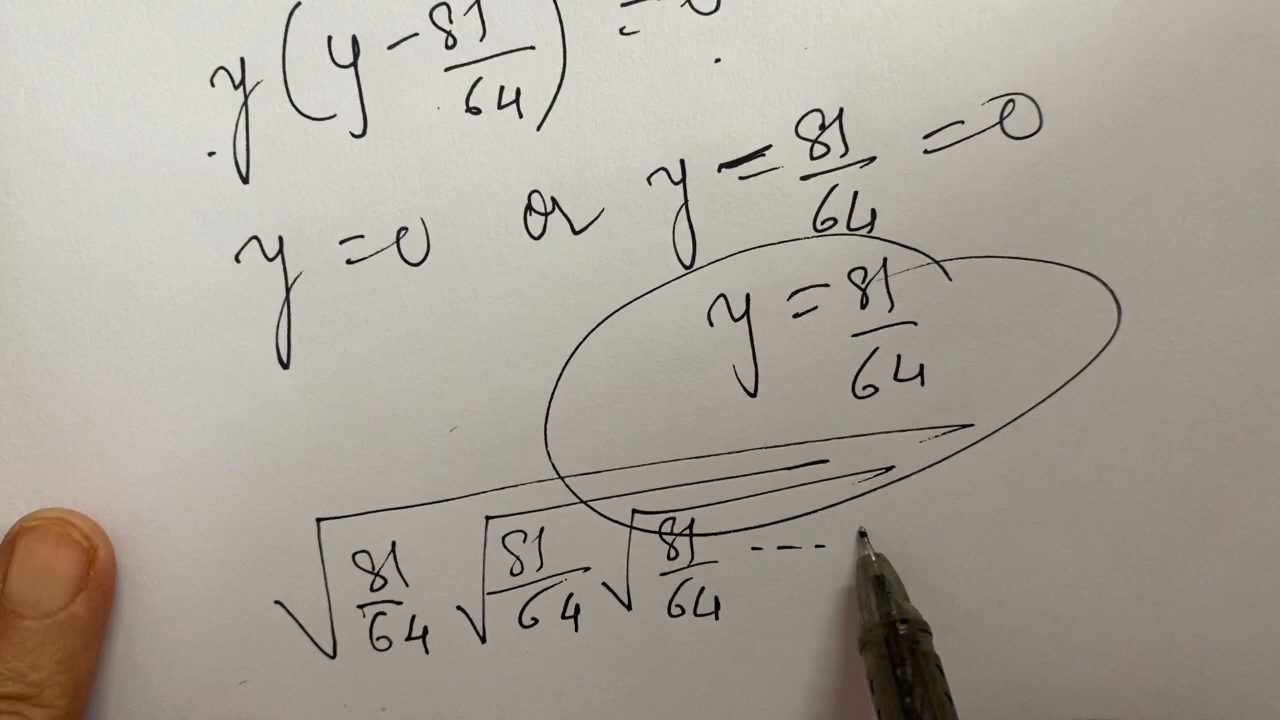 y(y - 81/64) = 0
y = 0 or y = 81/64 = 0
y = 81/64
√(81/64 √(81/64 √(81/64 ----